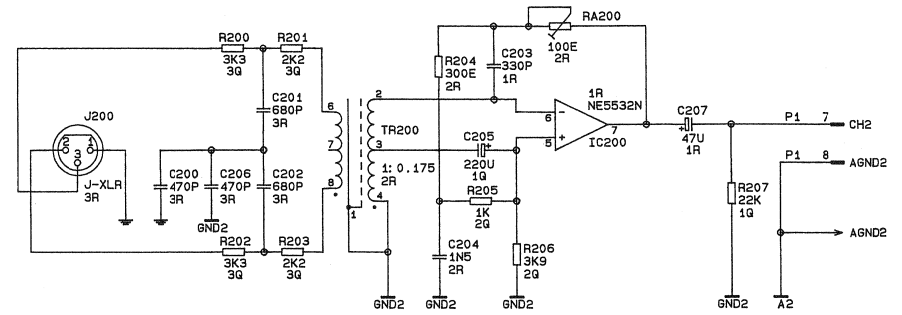 R200
3K3
3Q
R201
2K2
3Q
C201
680P
3R
J200
2 1
3
J-XLR
3R
C200
470P
3R
C206
470P
3R
GND2
C202
680P
3R
R202
3K3
3Q
R203
2K2
3Q
6
7
8
1
2
3
4
TR200
1:0.175
2R
GND2
R204
300E
2R
C203
330P
1R
RA200
100E
2R
C205
+
220U
1Q
R205
1K
2Q
C204
1N5
2R
GND2
R206
3K9
2Q
GND2
1R
NE5532N
6 -
5 +
7
IC200
C207
+
47U
1R
R207
22K
1Q
GND2
P1 7 CH2
P1 8 AGND2
AGND2
A2